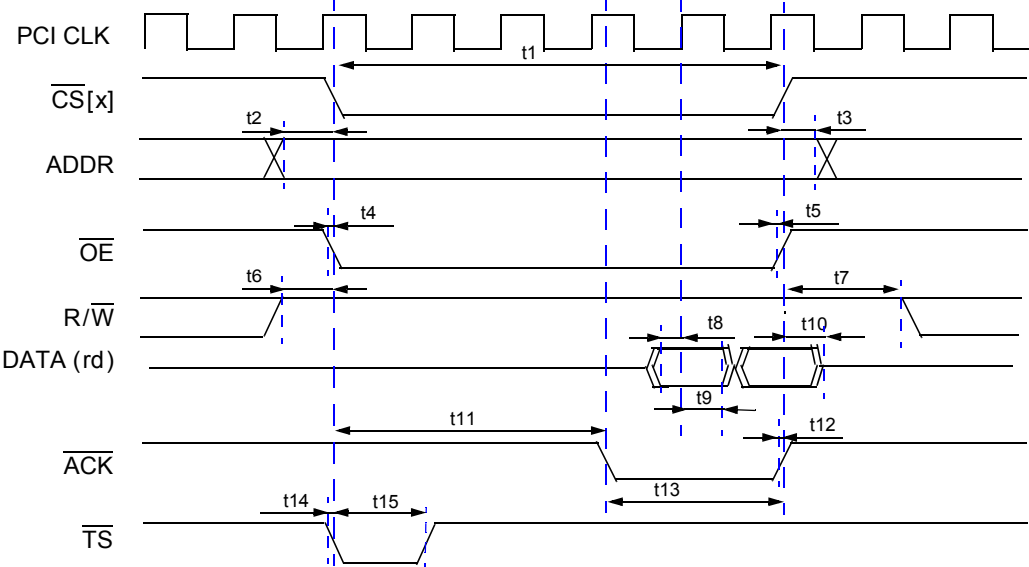 PCI CLK
t1
CS[x]
t2
t3
ADDR
t4
t5
OE
t6
t7
R/W
t8
t10
DATA (rd)
t9
t11
t12
ACK
t13
t14
t15
TS